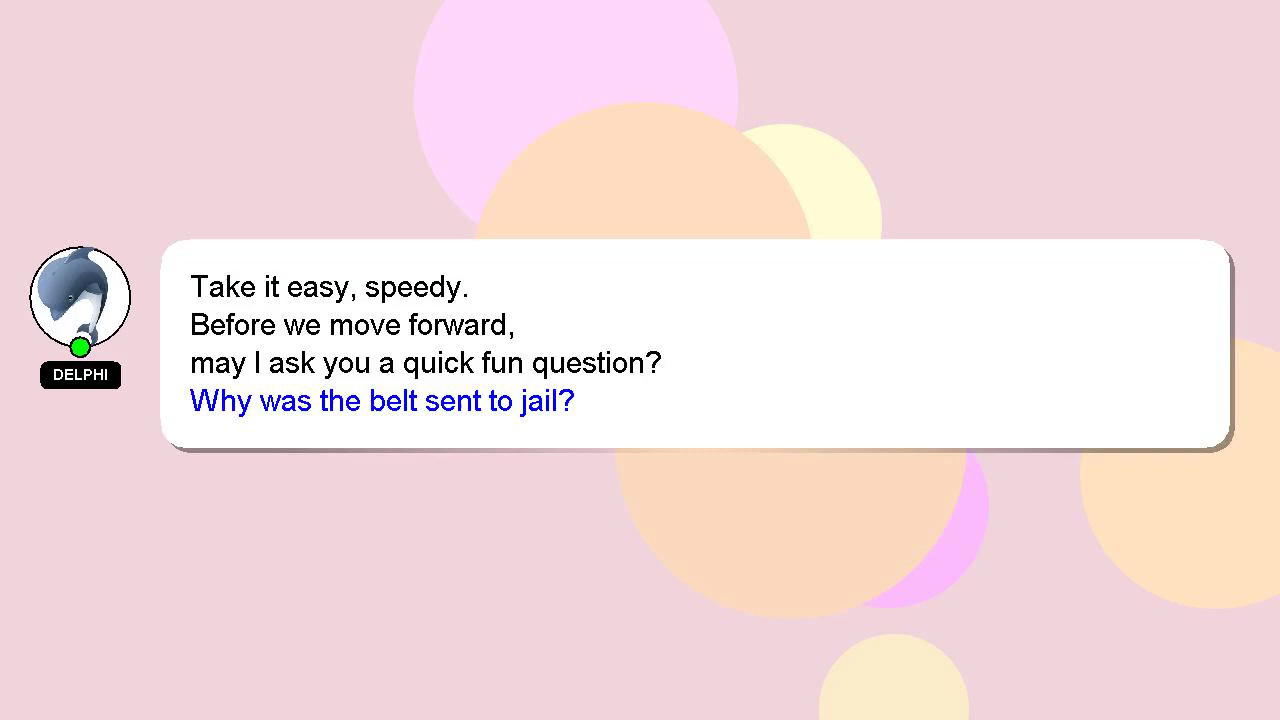 Take it easy, speedy.
Before we move forward,
may I ask you a quick fun question?
Why was the belt sent to jail?
DELPHI